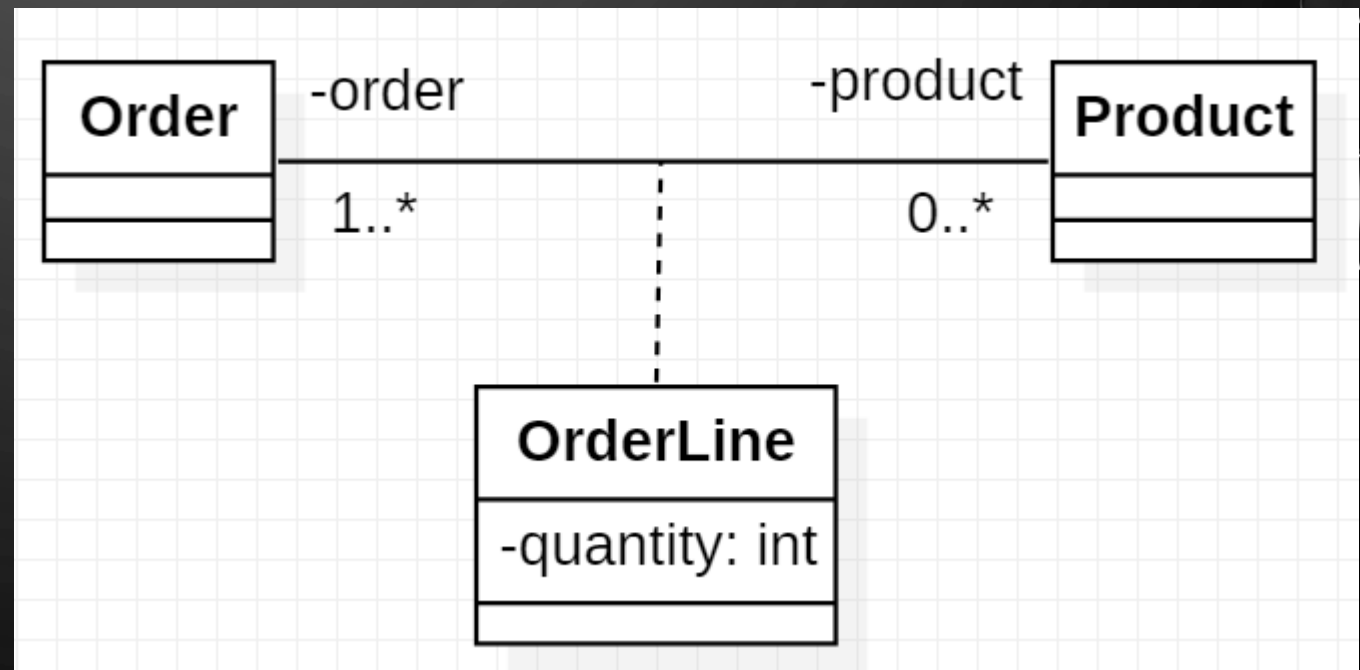 Order
-order
-product
Product
1..*
0..*
OrderLine
-quantity: int